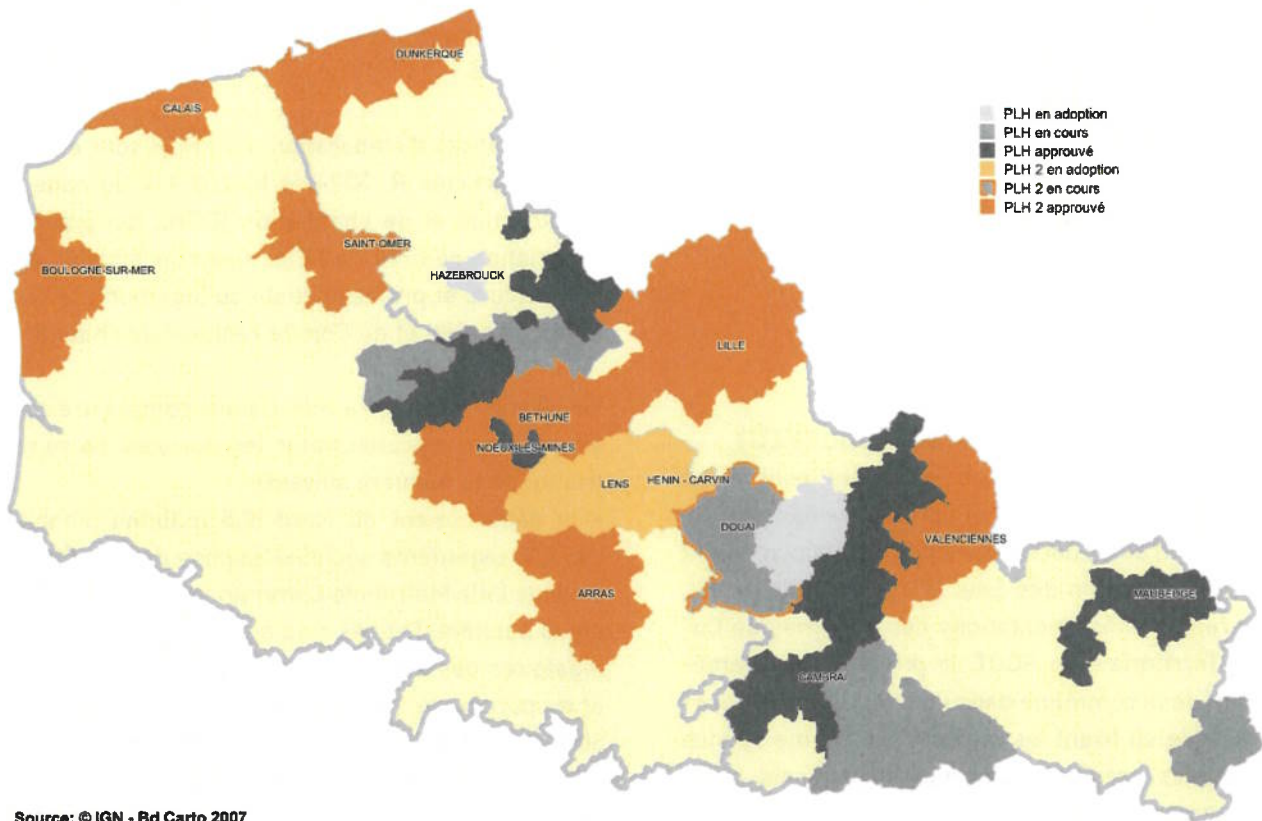 DUNKERQUE
CALAIS
PLH en adoption
PLH en cours
PLH approuvé
PLH 2 en adoption
PLH 2 en cours
PLH 2 approuvé
SAINT-OMER
BOULOGNE-SUR-MER
HAZEBROUCK
LILLE
BETHUNE
NOEUX-LES-MINES
LENS
HENIN - CARVIN
DOUAI
VALENCIENNES
ARRAS
MAUBEUGE
CAMBRAI
Source: © IGN - Bd Carto 2007